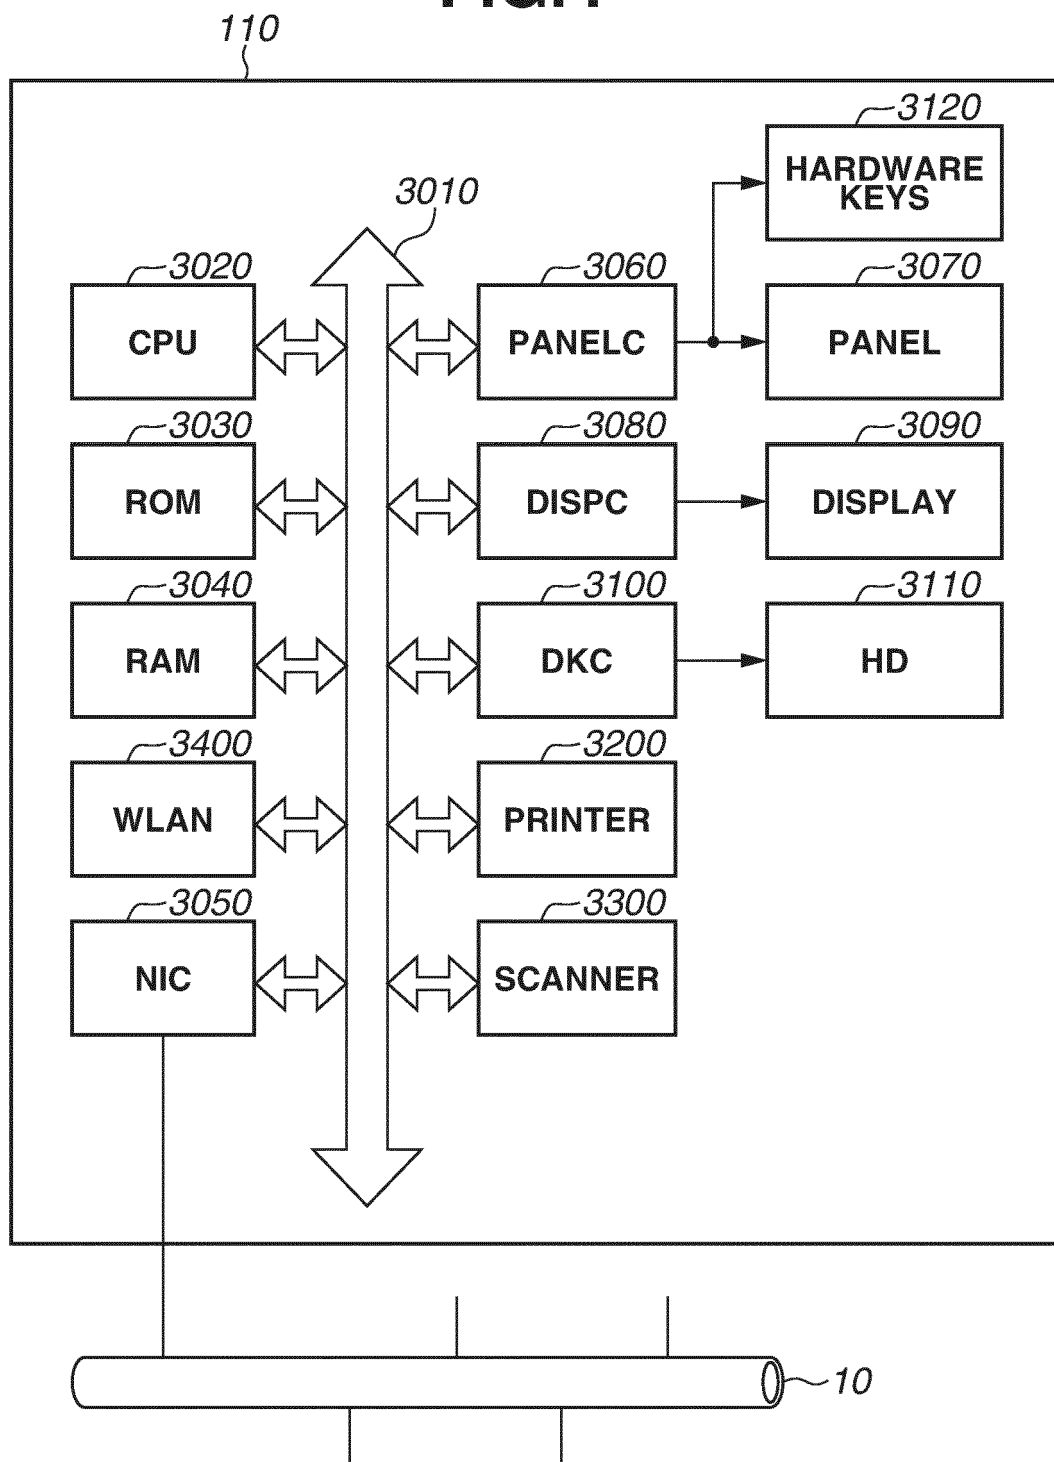 110
3120
HARDWARE
KEYS
3010
3020
CPU
3060
PANELC
3070
PANEL
3030
ROM
3080
DISPC
3090
DISPLAY
3040
RAM
3100
DKC
3110
HD
3400
WLAN
3200
PRINTER
3050
NIC
3300
SCANNER
10